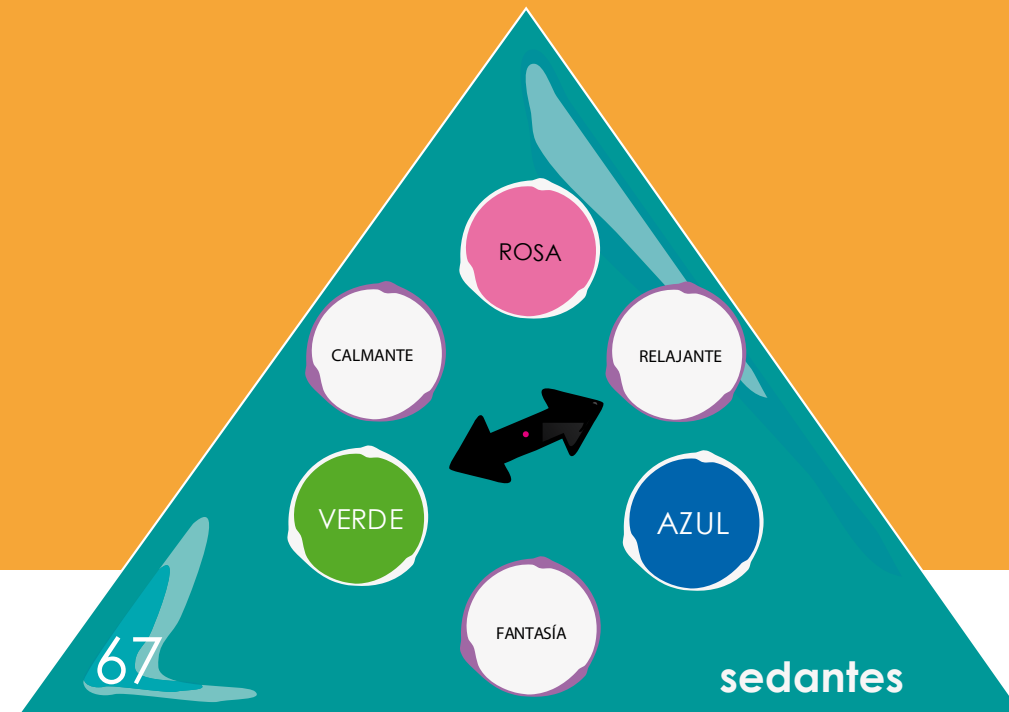 ROSA
CALMANTE
RELAJANTE
VERDE
AZUL
FANTASÍA
67
sedantes